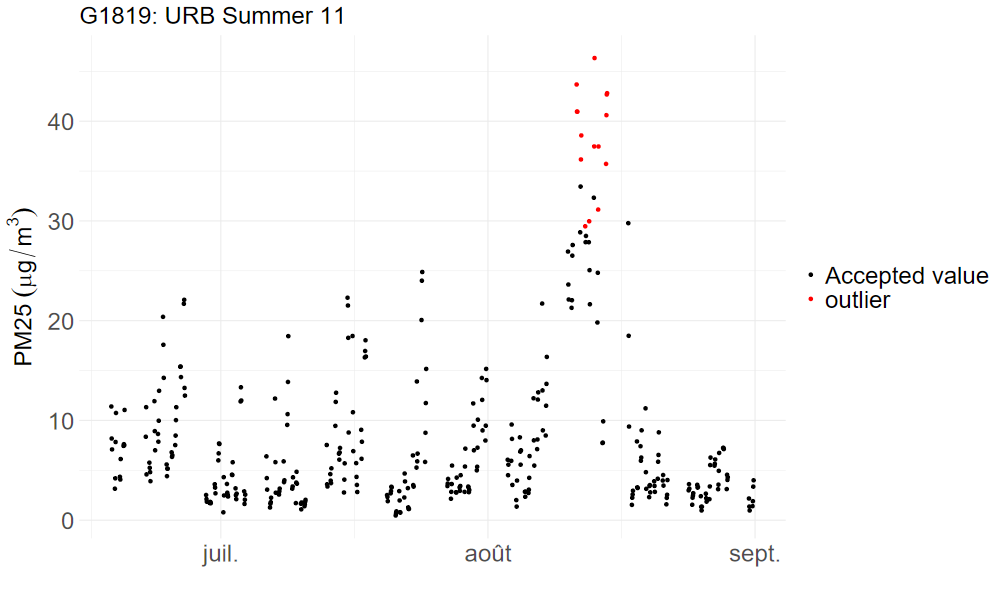 G1819: URB Summer 11
PM25 (μg/m³)
40
30
20
10
0
juil.
août
sept.
Accepted value
outlier